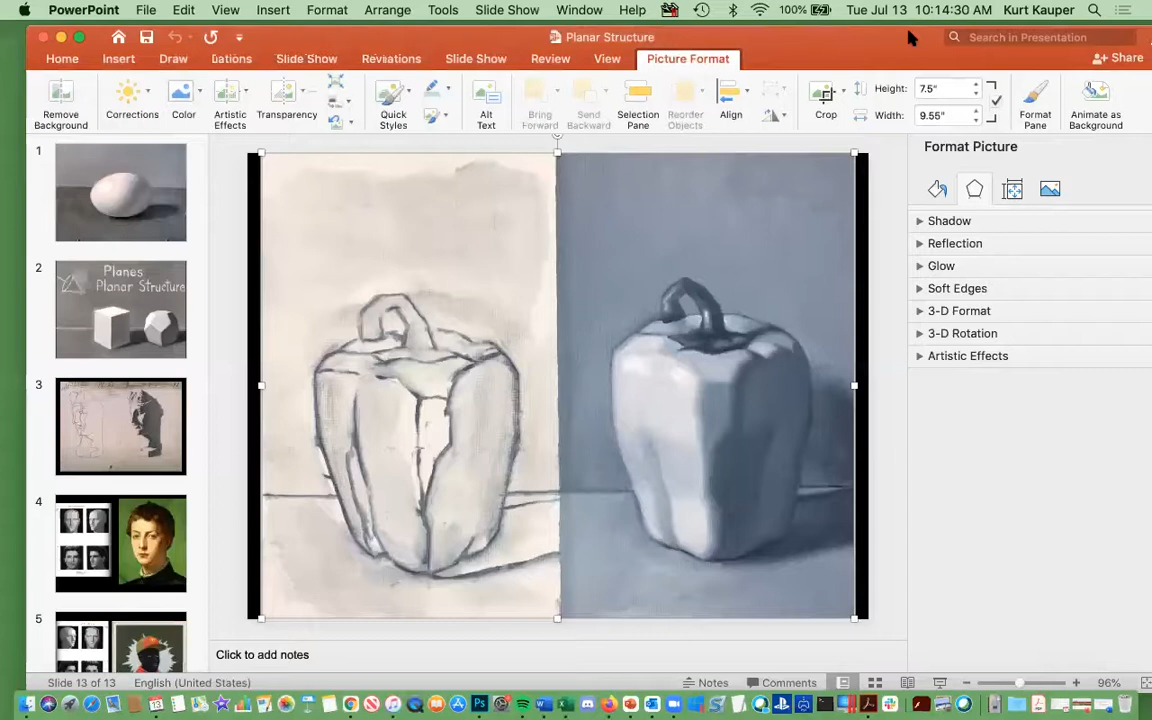 PowerPoint File Edit View Insert Format Arrange Tools Slide Show Window Help 100% Tue Jul 13 10:14:30 AM Kurt Kauper
Planar Structure Search in Presentation
Home Insert Draw Slide Show Review View Picture Format Share
Remove Background Corrections Color Artistic Effects Transparency Quick Styles Alt Text Bring Forward Send Backward Selection Pane Reorder Objects Align Crop Height: 7.5" Width: 9.55" Format Pane Animate as Background
Format Picture
1
Shadow
Reflection
2
Planes
Planar Structure
Glow
Soft Edges
3-D Format
3-D Rotation
Artistic Effects
3
4
5
Click to add notes
Slide 13 of 13 English (United States) Notes Comments 96%